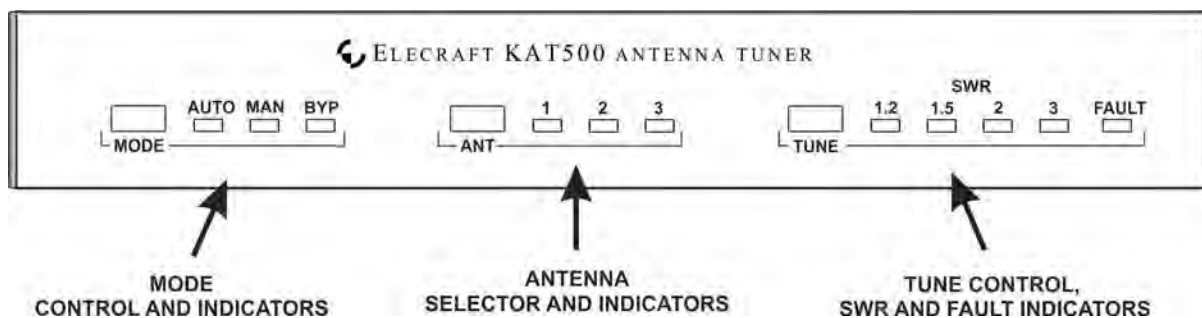 ELECRAFT KAT500 ANTENNA TUNER
SWR
AUTO MAN BYP 1 2 3 1.2 1.5 2 3 FAULT
MODE ANT TUNE
MODE
CONTROL AND INDICATORS
ANTENNA
SELECTOR AND INDICATORS
TUNE CONTROL,
SWR AND FAULT INDICATORS